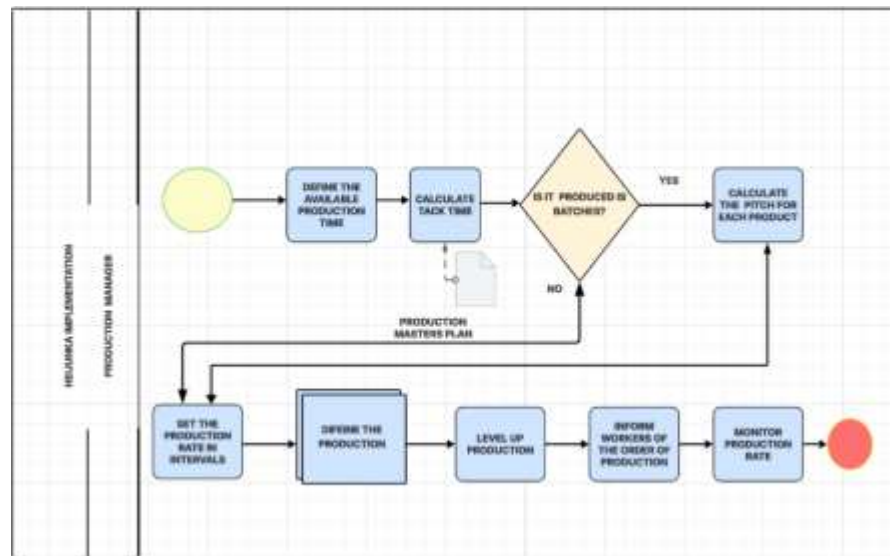 HEIJUNKA IMPLEMENTATION
PRODUCTION MANAGER
DEFINE THE
AVAILABLE
PRODUCTION
TIME
CALCULATE
TACK TIME
IS IT PRODUCED IS
BATCHES?
YES
CALCULATE
THE PITCH FOR
EACH PRODUCT
NO
PRODUCTION
MASTERS PLAN
SET THE
PRODUCTION
RATE IN
INTERVALS
DIFEINE THE
PRODUCTION
LEVEL UP
PRODUCTION
INFORM
WORKERS OF
THE ORDER OF
PRODUCTION
MONITOR
PRODUCTION
RATE